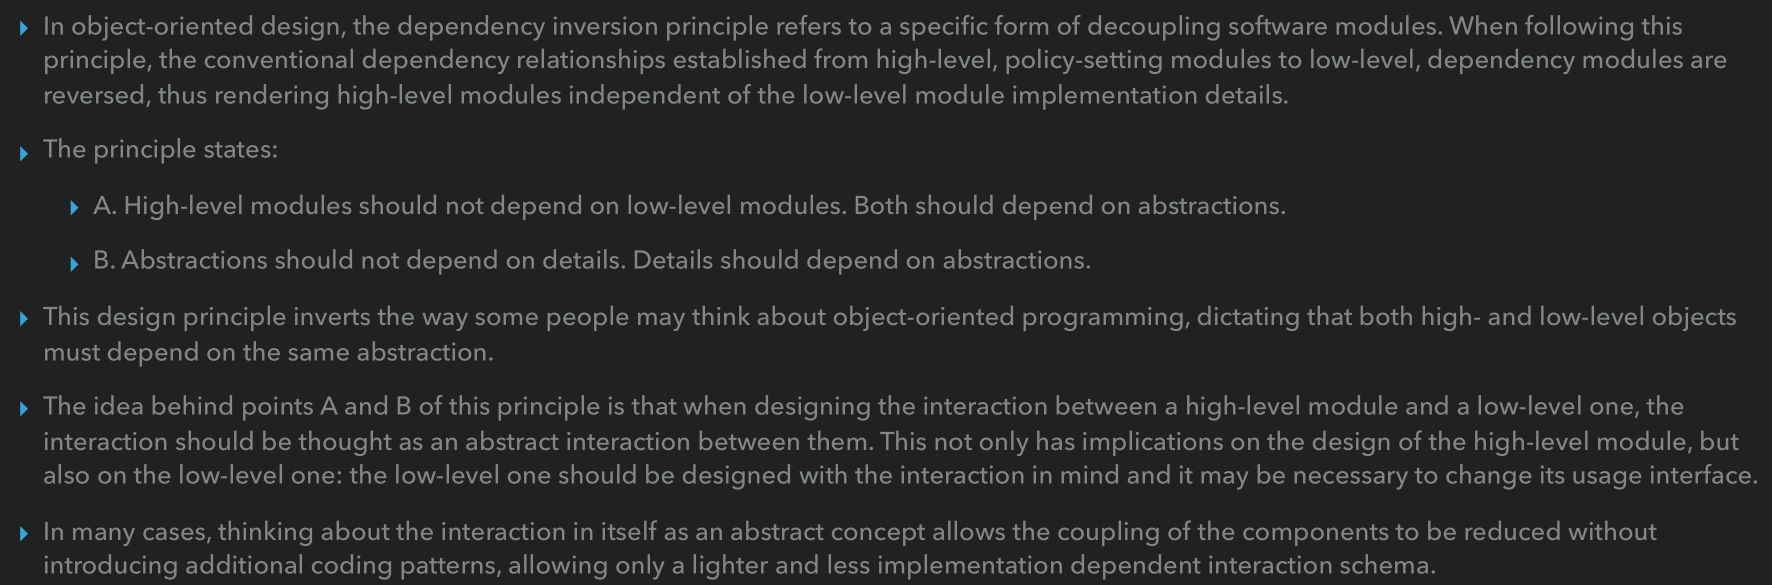 In object-oriented design, the dependency inversion principle refers to a specific form of decoupling software modules. When following this
principle, the conventional dependency relationships established from high-level, policy-setting modules to low-level, dependency modules are
reversed, thus rendering high-level modules independent of the low-level module implementation details.
The principle states:
A. High-level modules should not depend on low-level modules. Both should depend on abstractions.
B. Abstractions should not depend on details. Details should depend on abstractions.
This design principle inverts the way some people may think about object-oriented programming, dictating that both high- and low-level objects
must depend on the same abstraction.
The idea behind points A and B of this principle is that when designing the interaction between a high-level module and a low-level one, the
interaction should be thought as an abstract interaction between them. This not only has implications on the design of the high-level module, but
also on the low-level one: the low-level one should be designed with the interaction in mind and it may be necessary to change its usage interface.
In many cases, thinking about the interaction in itself as an abstract concept allows the coupling of the components to be reduced without
introducing additional coding patterns, allowing only a lighter and less implementation dependent interaction schema.